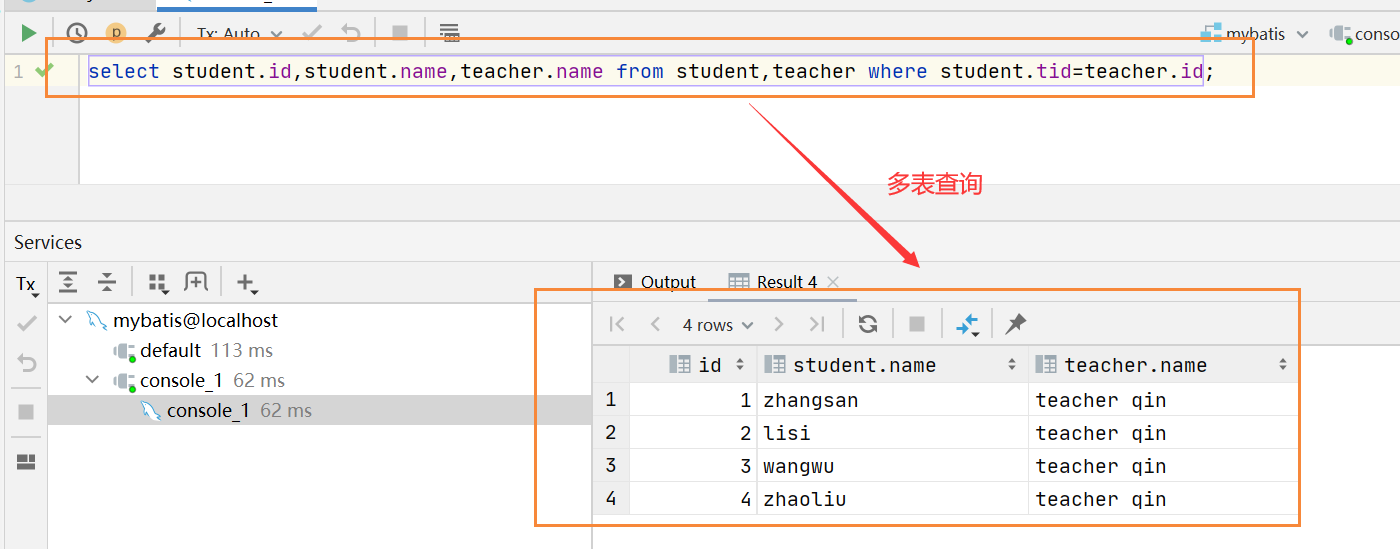 Tx: Auto
mybatis
conso
1 select student.id,student.name,teacher.name from student,teacher where student.tid=teacher.id;
多表查询
Services
Tx
Output
Result 4
mybatis@localhost
4 rows
default 113 ms
id student.name teacher.name
console_1 62 ms
1 1 zhangsan teacher qin
console_1 62 ms
2 2 lisi teacher qin
3 3 wangwu teacher qin
4 4 zhaoliu teacher qin